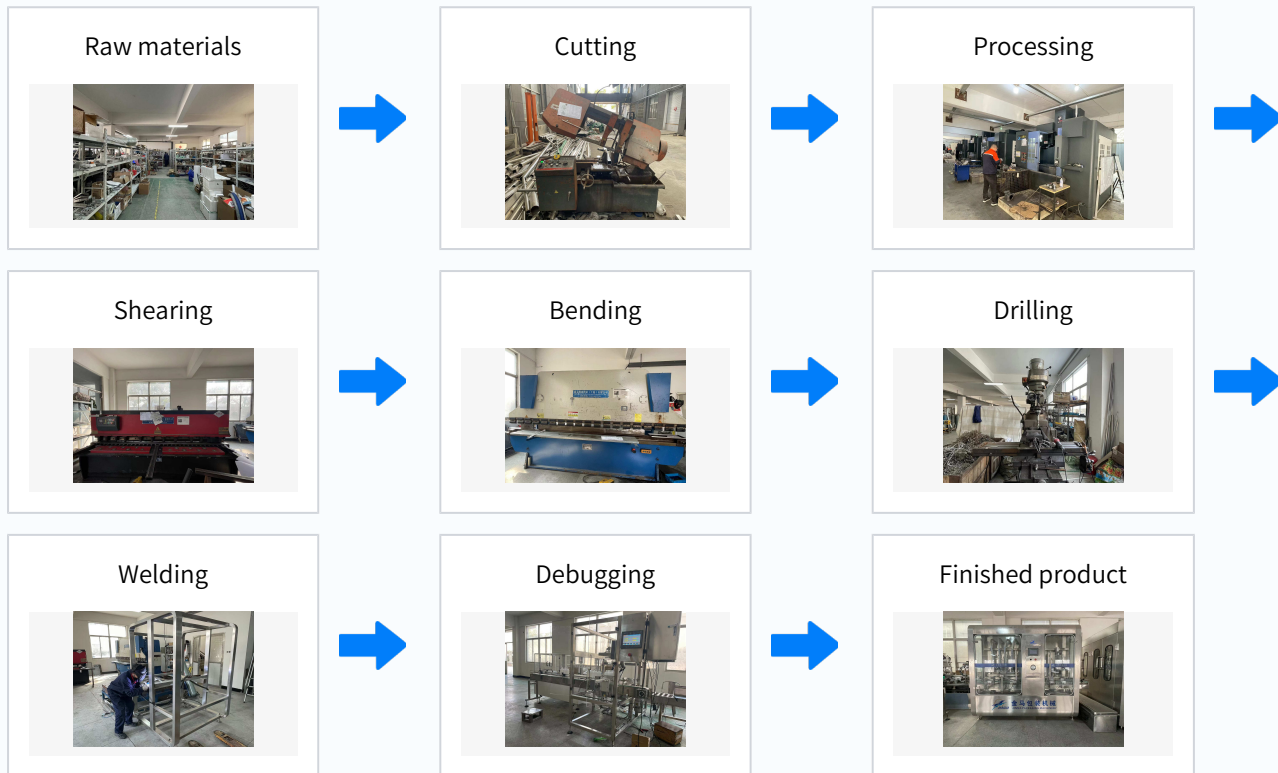 Raw materials
Cutting
Processing
Shearing
Bending
Drilling
Welding
Debugging
Finished product